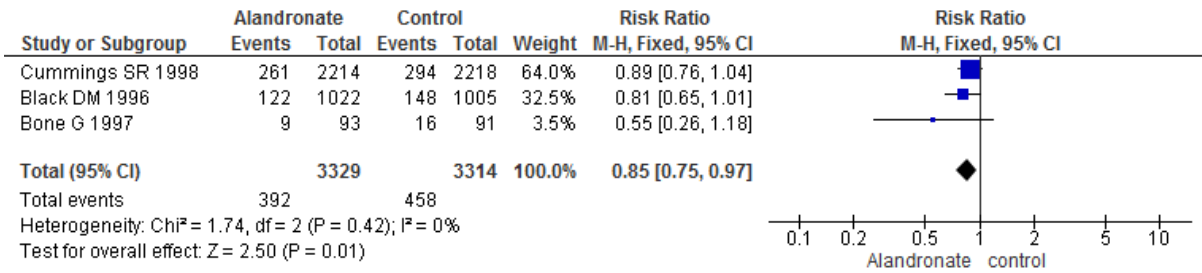 Alandronate Control Risk Ratio Risk Ratio
Study or Subgroup Events Total Events Total Weight M-H, Fixed, 95% CI M-H, Fixed, 95% CI
Cummings SR 1998 261 2214 294 2218 64.0% 0.89 [0.76, 1.04]
Black DM 1996 122 1022 148 1005 32.5% 0.81 [0.65, 1.01]
Bone G 1997 9 93 16 91 3.5% 0.55 [0.26, 1.18]
Total (95% CI) 3329 3314 100.0% 0.85 [0.75, 0.97]
Total events 392 458
Heterogeneity: Chi² = 1.74, df = 2 (P = 0.42); I² = 0%
Test for overall effect: Z = 2.50 (P = 0.01)
0.1 0.2 0.5 1 2 5 10
Alandronate control